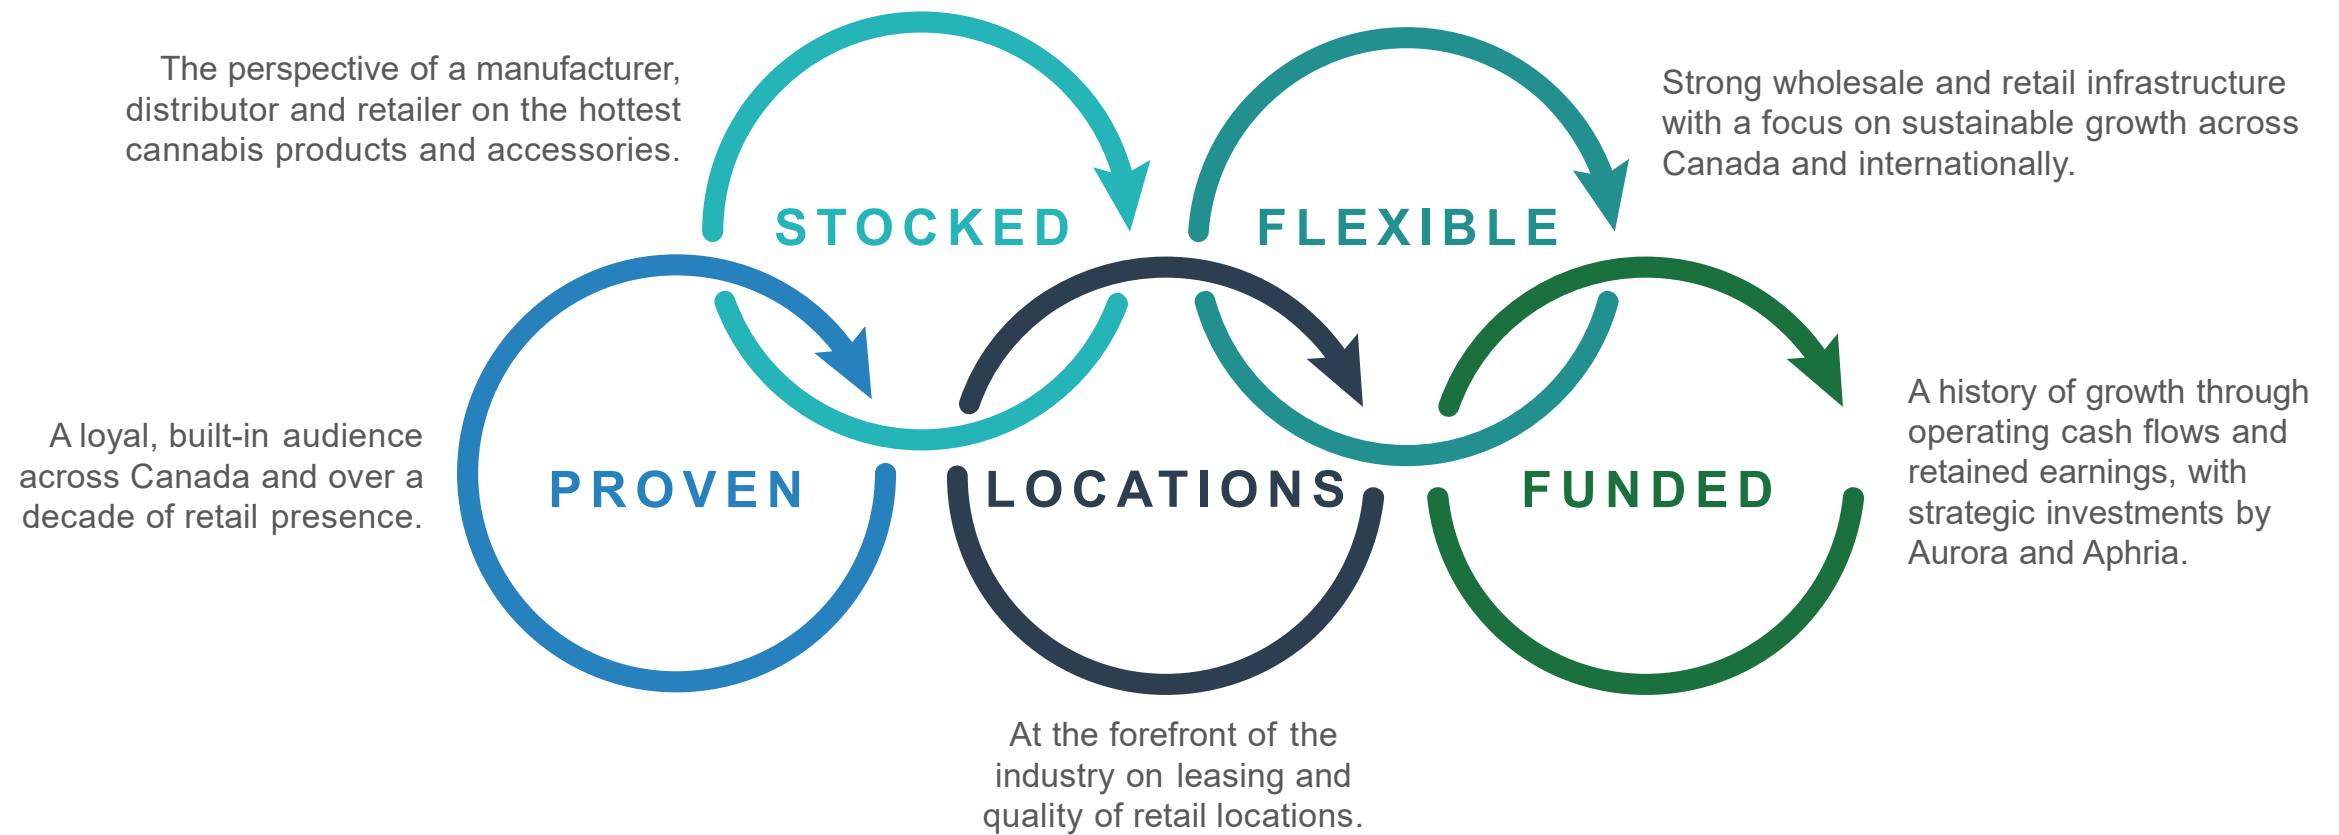 The perspective of a manufacturer,
distributor and retailer on the hottest
cannabis products and accessories.
STOCKED
FLEXIBLE
Strong wholesale and retail infrastructure
with a focus on sustainable growth across
Canada and internationally.
A loyal, built-in audience
across Canada and over a
decade of retail presence.
PROVEN
LOCATIONS
At the forefront of the
industry on leasing and
quality of retail locations.
FUNDED
A history of growth through
operating cash flows and
retained earnings, with
strategic investments by
Aurora and Aphria.